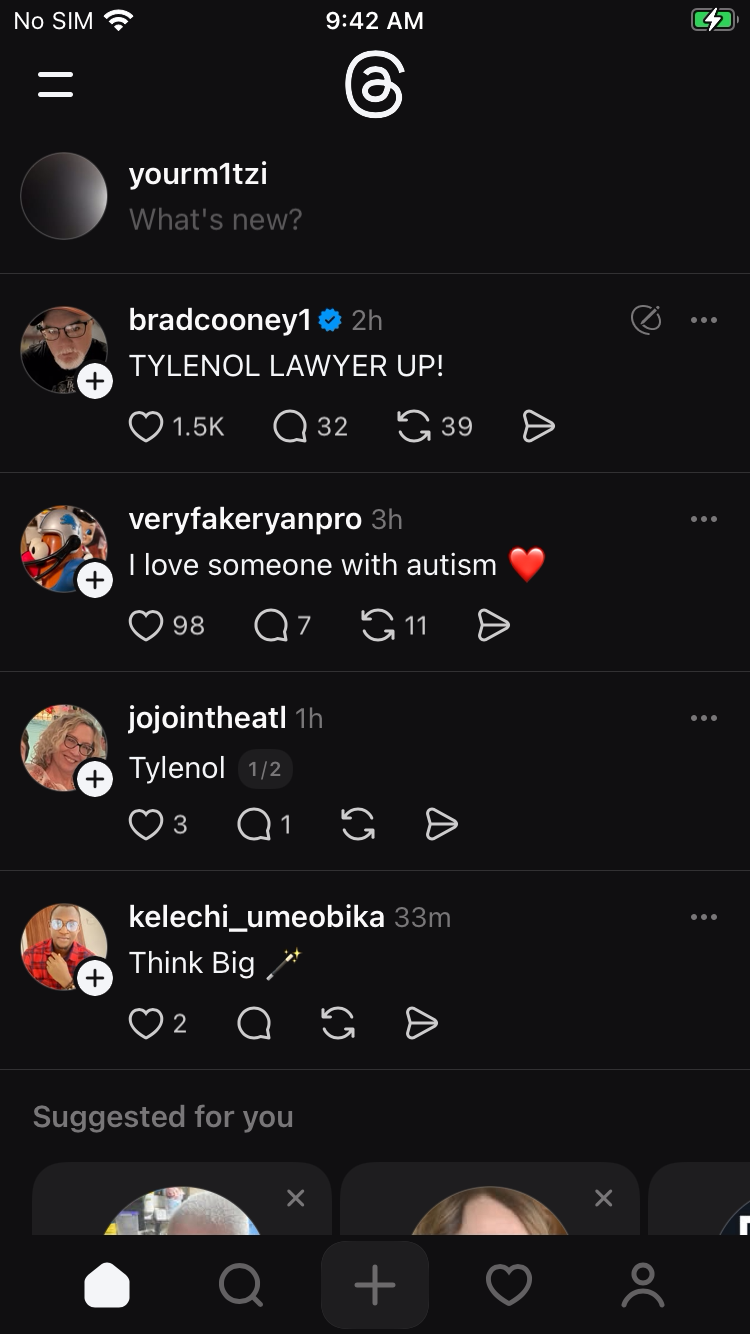 No SIM 9:42 AM
yourm1tzi
What's new?
bradcooney1 2h
TYLENOL LAWYER UP!
1.5K 32 39
veryfakeryanpro 3h
I love someone with autism ❤️
98 7 11
jojointheatl 1h
Tylenol 1/2
3 1
kelechi_umeobika 33m
Think Big 🪄
2
Suggested for you